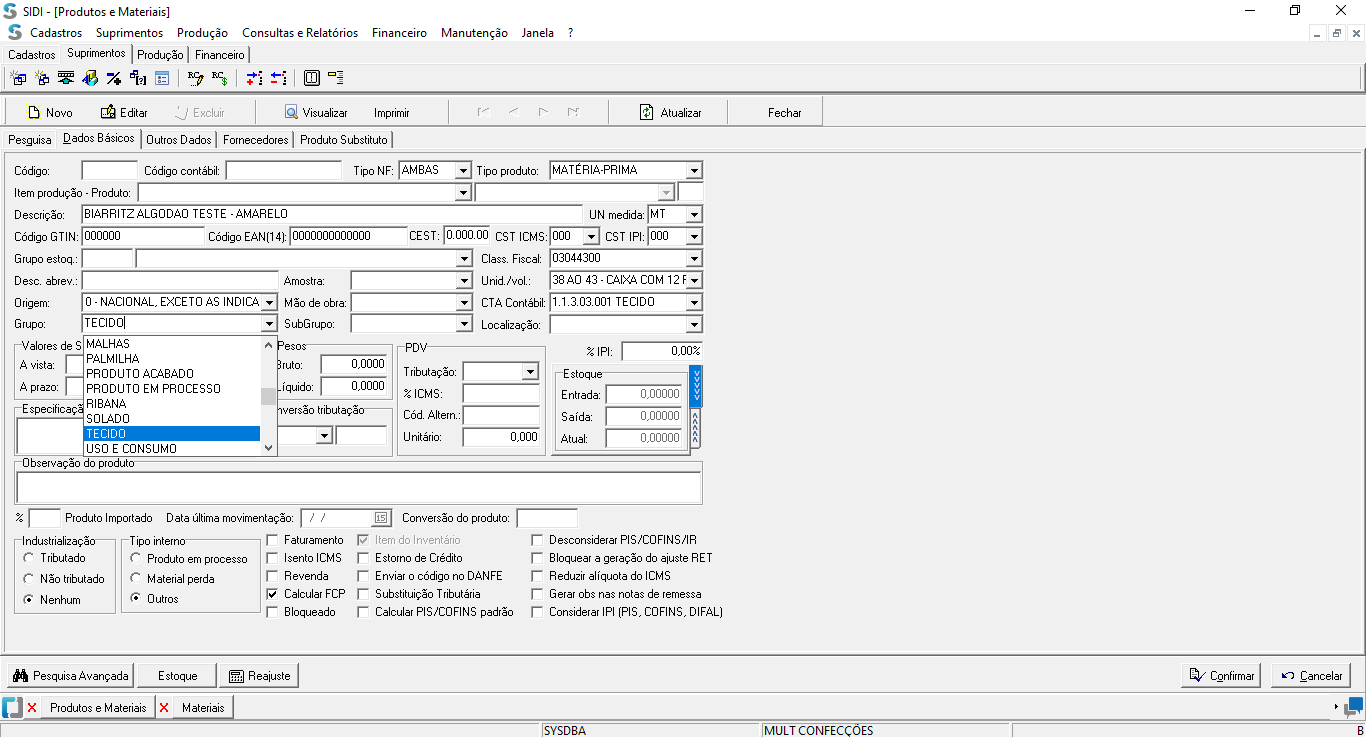 SIDI - [Produtos e Materiais]
Cadastros Suprimentos Produção Consultas e Relatórios Financeiro Manutenção Janela ?
Cadastros Suprimentos Produção Financeiro
Novo Editar Excluir Visualizar Imprimir Atualizar Fechar
Pesquisa Dados Básicos Outros Dados Fornecedores Produto Substituto
Código: Código contábil: Tipo NF: AMBAS Tipo produto: MATÉRIA-PRIMA
Item produção - Produto:
Descrição: BIARRITZ ALGODAO TESTE - AMARELO UN medida: MT
Código GTIN: 000000 Código EAN(14): 0000000000000 CEST: 0.000.00 CST ICMS: 000 CST IPI: 000
Grupo estoq.: Class. Fiscal: 03044300
Desc. abrev.: Amostra: Unid./vol.: 38 AO 43 - CAIXA COM 12 F
Origem: 0 - NACIONAL, EXCETO AS INDICA Mão de obra: CTA Contábil: 1.1.3.03.001 TECIDO
Grupo: TECIDO SubGrupo: Localização:
MALHAS
PALMILHA
PRODUTO ACABADO
PRODUTO EM PROCESSO
RIBANA
SOLADO
TECIDO
USO E CONSUMO
Valores de S Pesos PDV % IPI: 0,00%
A vista: Bruto: 0,0000 Tributação: Estoque
A prazo: Líquido: 0,0000 % ICMS: Entrada: 0,00000
Especificaçã nversão tributação Cód. Altern.: Saída: 0,00000
Unitário: 0,000 Atual: 0,00000
Observação do produto
% Produto Importado Data última movimentação: / / 15 Conversão do produto:
Industrialização Tipo interno Faturamento Item do Inventário Desconsiderar PIS/COFINS/IR
Tributado Produto em processo Isento ICMS Estorno de Crédito Bloquear a geração do ajuste RET
Não tributado Material perda Revenda Enviar o código no DANFE Reduzir alíquota do ICMS
Nenhum Outros Calcular FCP Substituição Tributária Gerar obs nas notas de remessa
Bloqueado Calcular PIS/COFINS padrão Considerar IPI (PIS, COFINS, DIFAL)
Pesquisa Avançada Estoque Reajuste Confirmar Cancelar
Produtos e Materiais Materiais
SYSDBA MULT CONFECÇÕES B